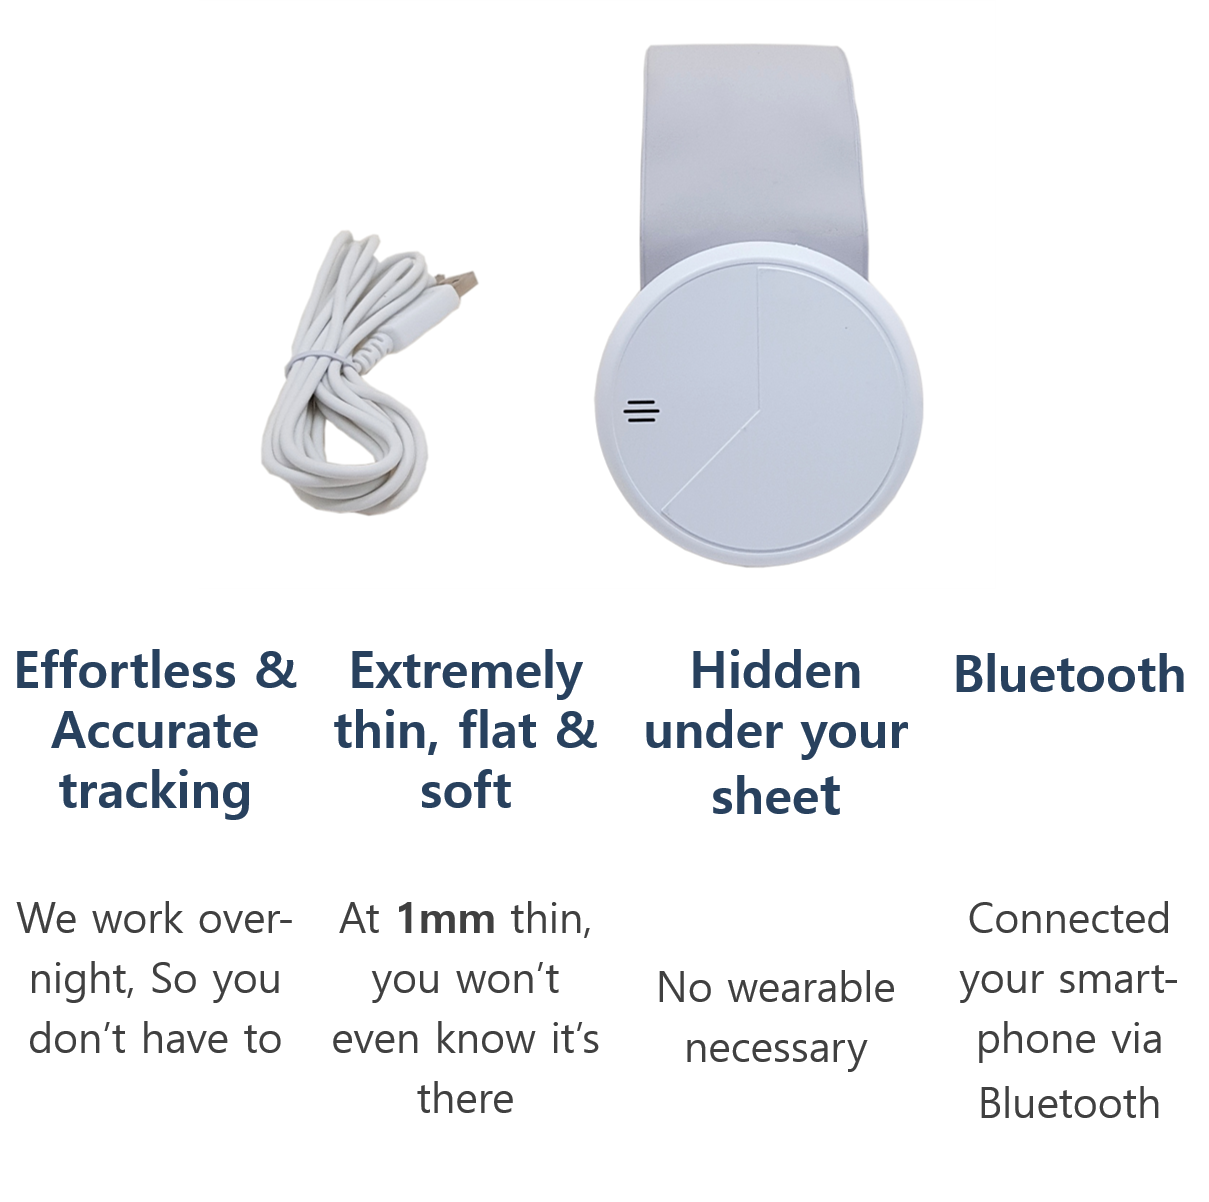 Effortless &
Accurate
tracking
We work over-
night, So you
don't have to
Extremely
thin, flat &
soft
At 1mm thin,
you won't
even know it's
there
Hidden
under your
sheet
No wearable
necessary
Bluetooth
Connected
your smart-
phone via
Bluetooth